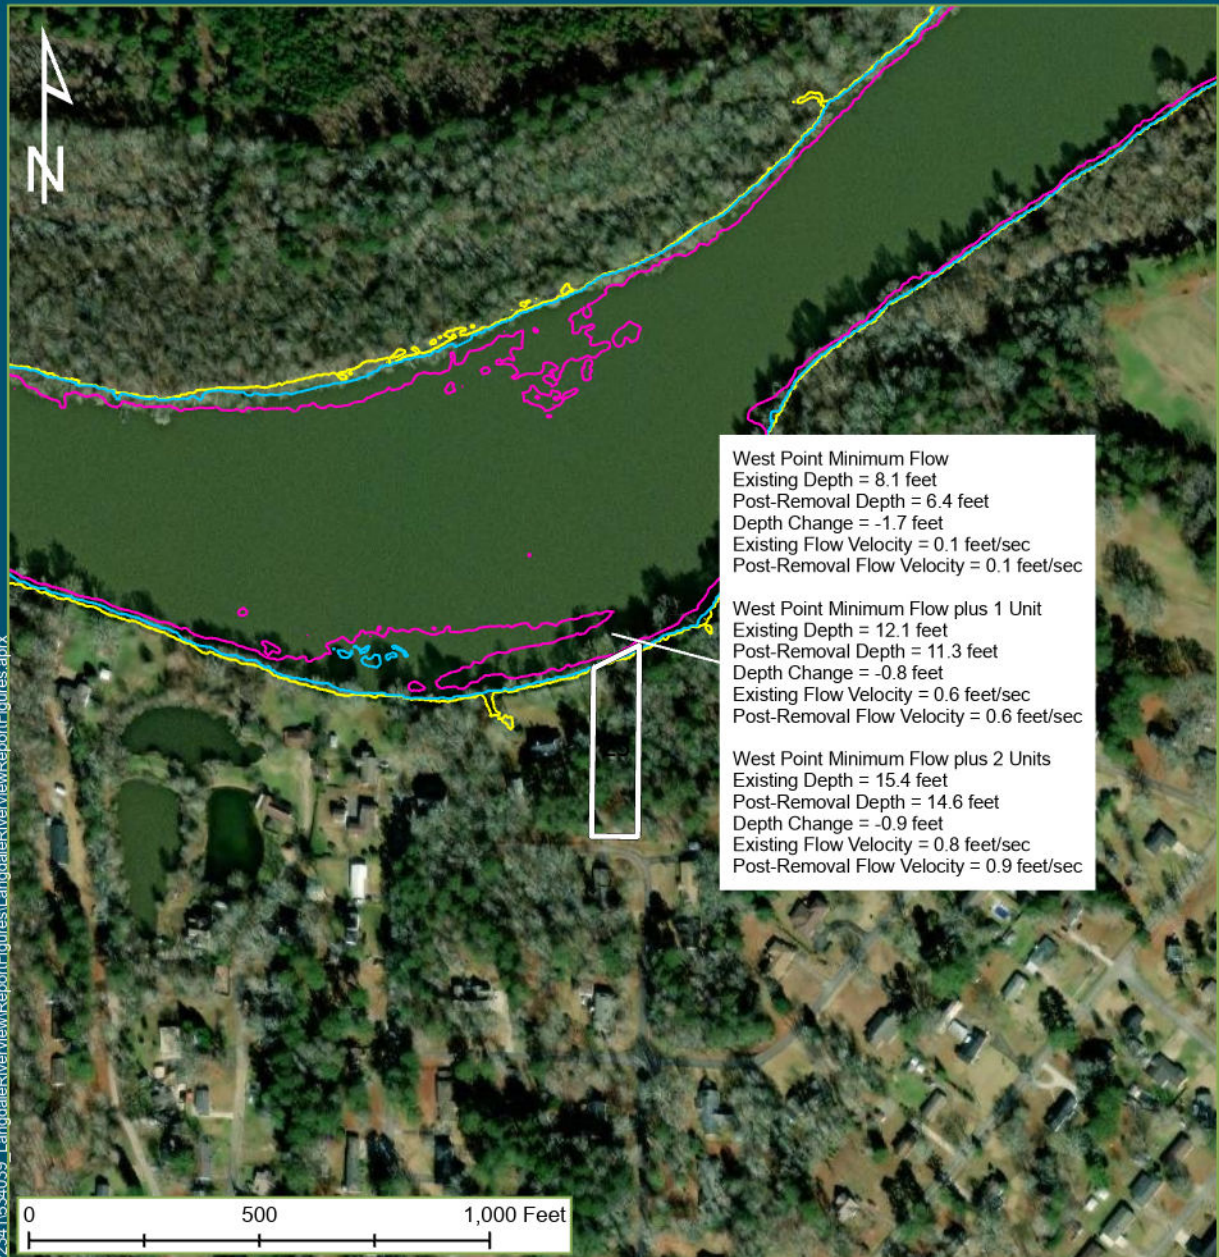 N
West Point Minimum Flow
Existing Depth = 8.1 feet
Post-Removal Depth = 6.4 feet
Depth Change = -1.7 feet
Existing Flow Velocity = 0.1 feet/sec
Post-Removal Flow Velocity = 0.1 feet/sec
West Point Minimum Flow plus 1 Unit
Existing Depth = 12.1 feet
Post-Removal Depth = 11.3 feet
Depth Change = -0.8 feet
Existing Flow Velocity = 0.6 feet/sec
Post-Removal Flow Velocity = 0.6 feet/sec
West Point Minimum Flow plus 2 Units
Existing Depth = 15.4 feet
Post-Removal Depth = 14.6 feet
Depth Change = -0.9 feet
Existing Flow Velocity = 0.8 feet/sec
Post-Removal Flow Velocity = 0.9 feet/sec
0 500 1,000 Feet